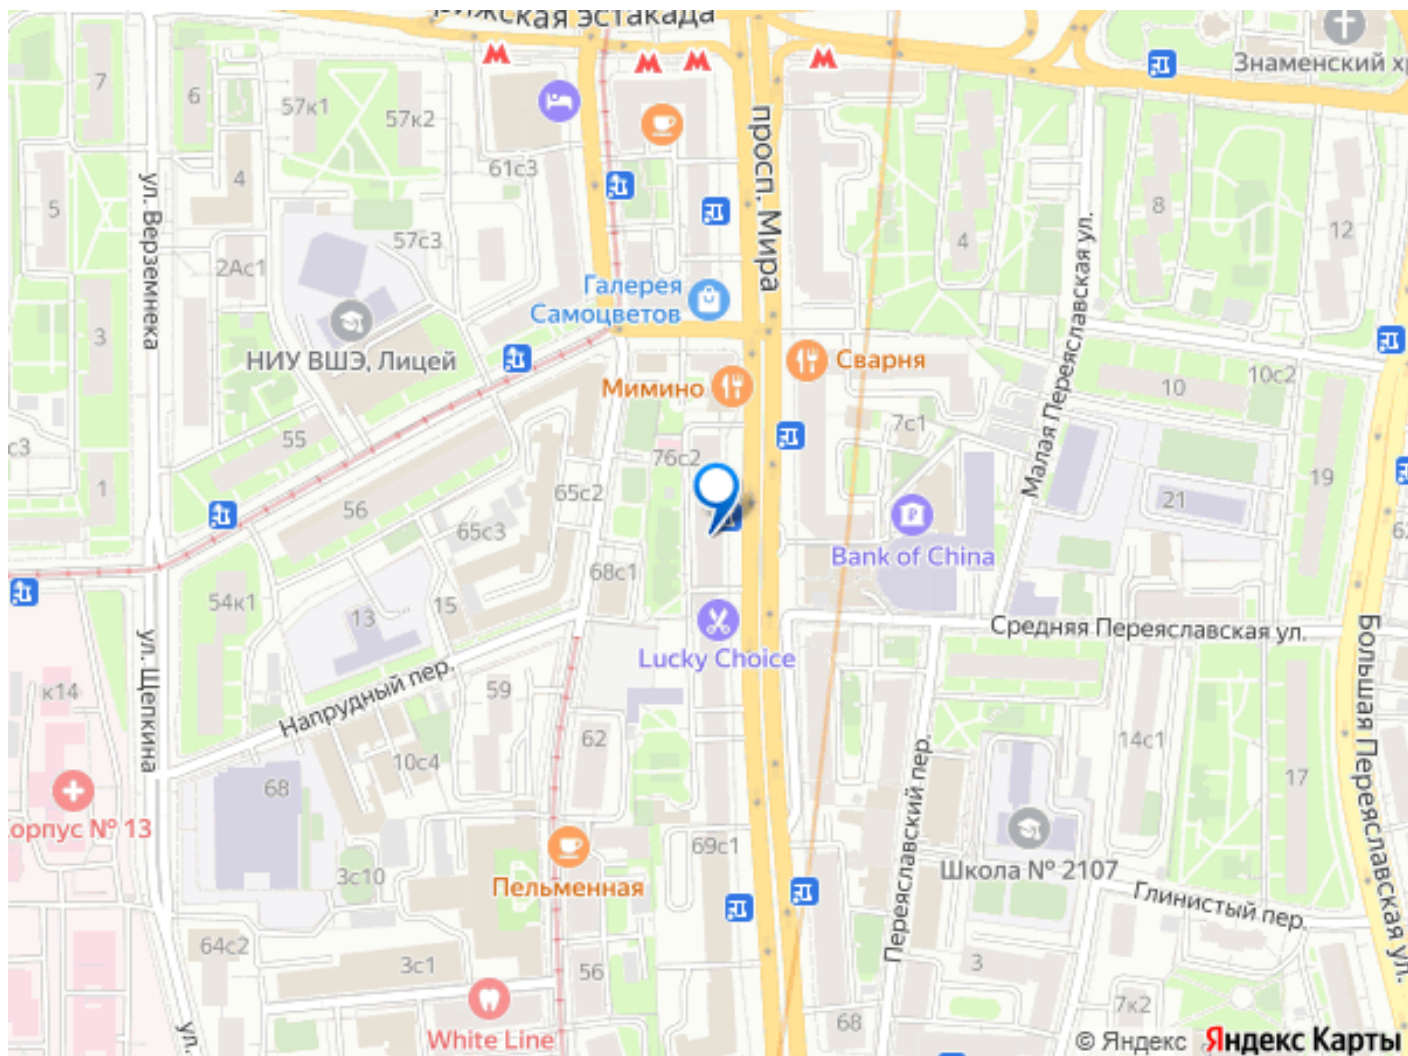 эстакада
Знаменский
7
6
57к1
57к2
61с3
4
5
ул. Верземнека
просп. Мира
8
12
4
57с3
2Ас1
Малая Переяславская ул.
Галерея
Самоцветов
3
НИУ ВШЭ, Лицей
Мимино
Сварня
10
10с2
7с1
55
76с2
1
65с2
56
65с3
21
19
Bank of China
68с1
54к1
15
13
ул. Щепкина
Lucky Choice
Средняя Переяславская ул.
Большая Переяславская ул.
к14
59
Напрудный пер.
62
10с4
14с1
17
68
Переяславский пер.
Корпус № 13
69с1
3с10
Школа № 2107
Пельменная
Глинистый пер.
64с2
3с1
56
3
7к2
68
White Line
ул.
© Яндекс Яндекс Карты